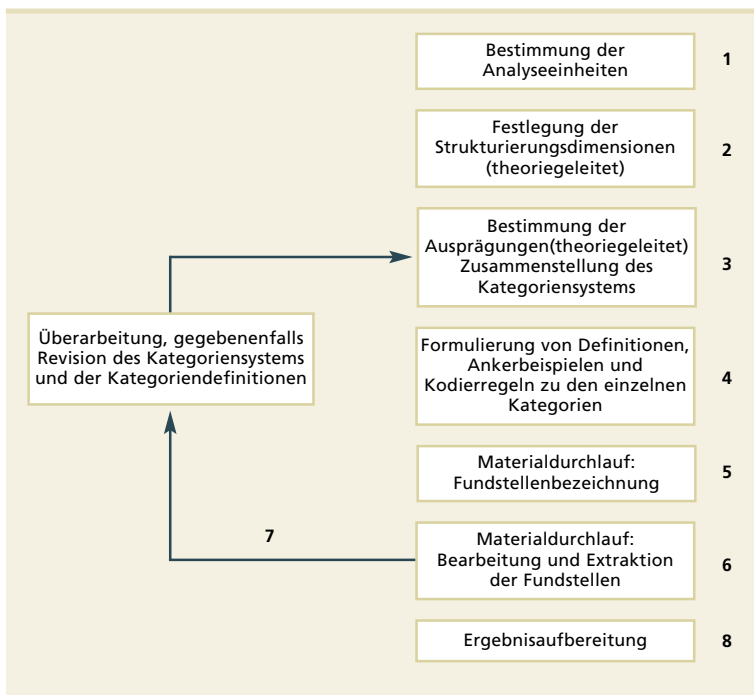 Bestimmung der
Analyseeinheiten
1
Festlegung der
Strukturierungsdimensionen
(theoriegeleitet)
2
Bestimmung der
Ausprägungen(theoriegeleitet)
Zusammenstellung des
Kategoriensystems
3
Überarbeitung, gegebenenfalls
Revision des Kategoriensystems
und der Kategoriendefinitionen
Formulierung von Definitionen,
Ankerbeispielen und
Kodierregeln zu den einzelnen
Kategorien
4
Materialdurchlauf:
Fundstellenbezeichnung
5
7
Materialdurchlauf:
Bearbeitung und Extraktion
der Fundstellen
6
Ergebnisaufbereitung
8